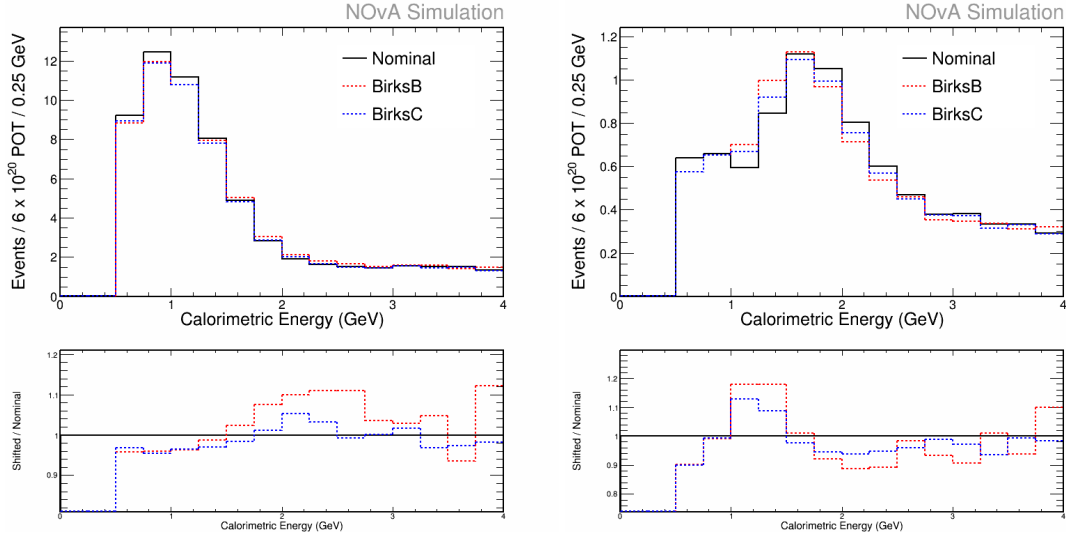 NOvA Simulation
Events / 6 x 10^20 POT / 0.25 GeV
12
10
8
6
4
2
0
Nominal
BirksB
BirksC
0 1 2 3 4
Calorimetric Energy (GeV)
Shifted / Nominal
1.2
1.1
1
0.9
0 1 2 3 4
Calorimetric Energy (GeV)
NOvA Simulation
Events / 6 x 10^20 POT / 0.25 GeV
1.2
1
0.8
0.6
0.4
0.2
0
Nominal
BirksB
BirksC
0 1 2 3 4
Calorimetric Energy (GeV)
Shifted / Nominal
1.2
1.1
1
0.9
0.8
0 1 2 3 4
Calorimetric Energy (GeV)